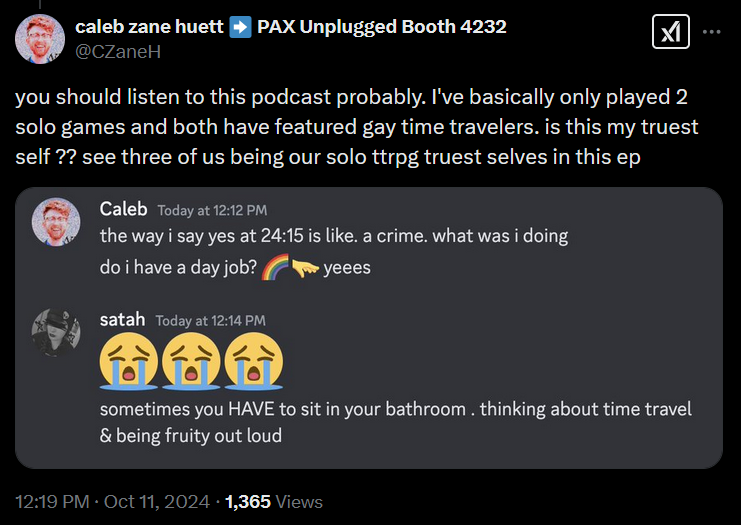 caleb zane huett ➡️ PAX Unplugged Booth 4232
@CZaneH
you should listen to this podcast probably. I've basically only played 2
solo games and both have featured gay time travelers. is this my truest
self ?? see three of us being our solo ttrpg truest selves in this ep
Caleb Today at 12:12 PM
the way i say yes at 24:15 is like. a crime. what was i doing
do i have a day job? 🌈🫳 yeees
satah Today at 12:14 PM
😭😭😭
sometimes you HAVE to sit in your bathroom . thinking about time travel
& being fruity out loud
12:19 PM · Oct 11, 2024 · 1,365 Views